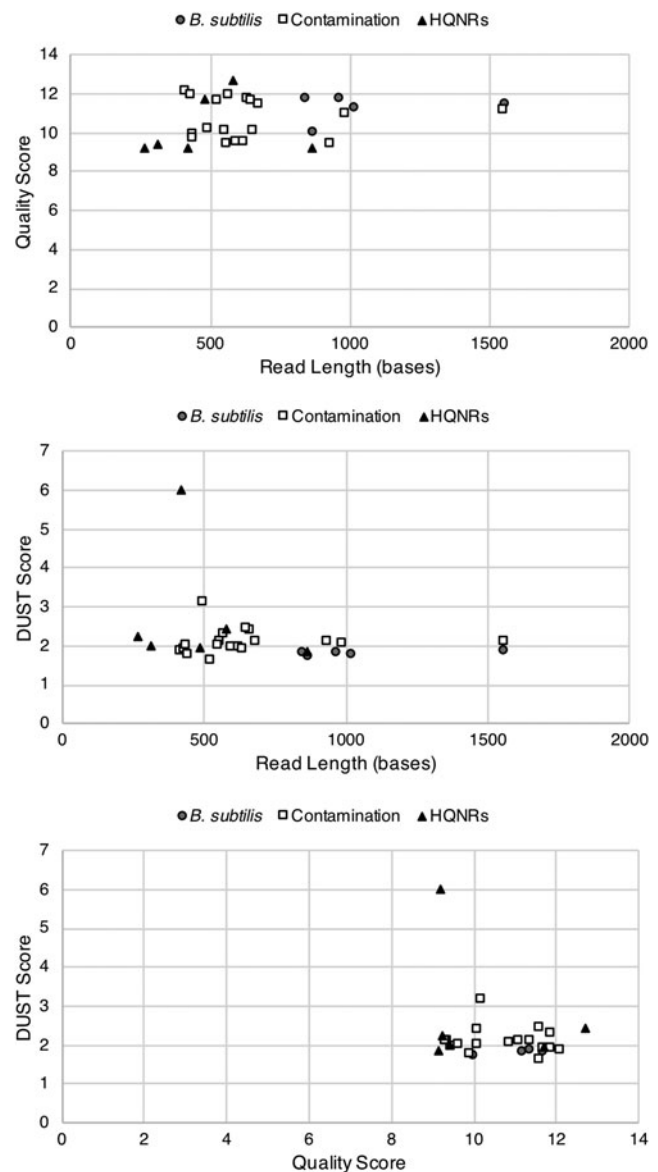 B. subtilis Contamination HQNRs
14
12
10
8
6
4
2
0
0 500 1000 1500 2000
Quality Score
Read Length (bases)
B. subtilis Contamination HQNRs
7
6
5
4
3
2
1
0
0 500 1000 1500 2000
DUST Score
Read Length (bases)
B. subtilis Contamination HQNRs
7
6
5
4
3
2
1
0
0 2 4 6 8 10 12 14
DUST Score
Quality Score